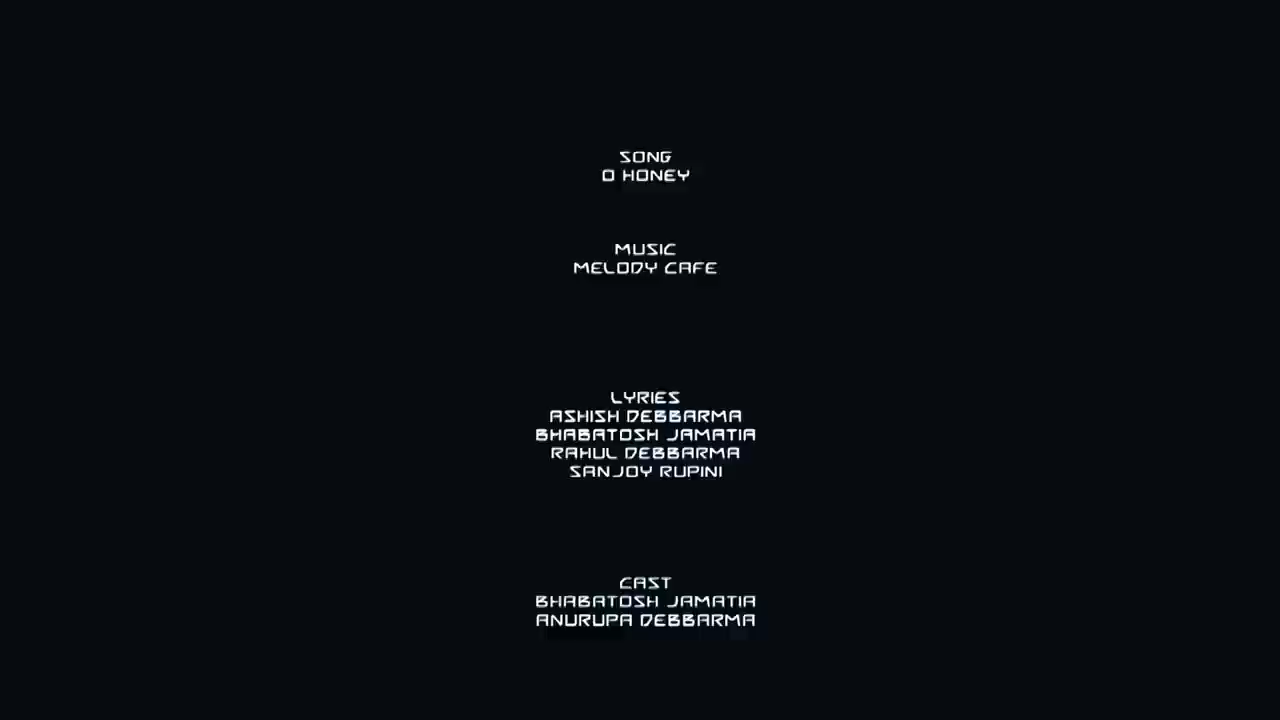 SONG
O HONEY
MUSIC
MELODY CAFE
LYRIES
ASHISH DEBBARMA
BHABATOSH JAMATIA
RAHUL DEBBARMA
SANJOY RUPINI
CAST
BHABATOSH JAMATIA
ANURUPA DEBBARMA